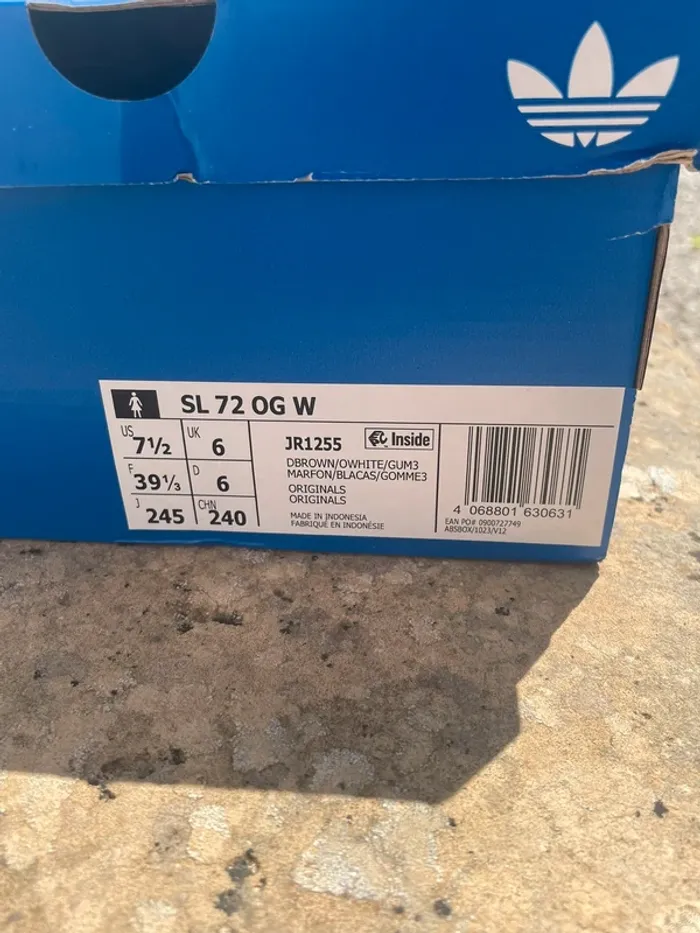 SL 72 OG W
US 7½
UK 6
F 39⅓
D 6
J 245
CHN 240
JR1255
Inside
DBROWN/OWHITE/GUM3
MARFON/BLACAS/GOMME3
ORIGINALS
ORIGINALS
MADE IN INDONESIA
FABRIQUÉ EN INDONÉSIE
4 068801 630631
EAN PO# 0900727749
ABSBOX/1023/V12